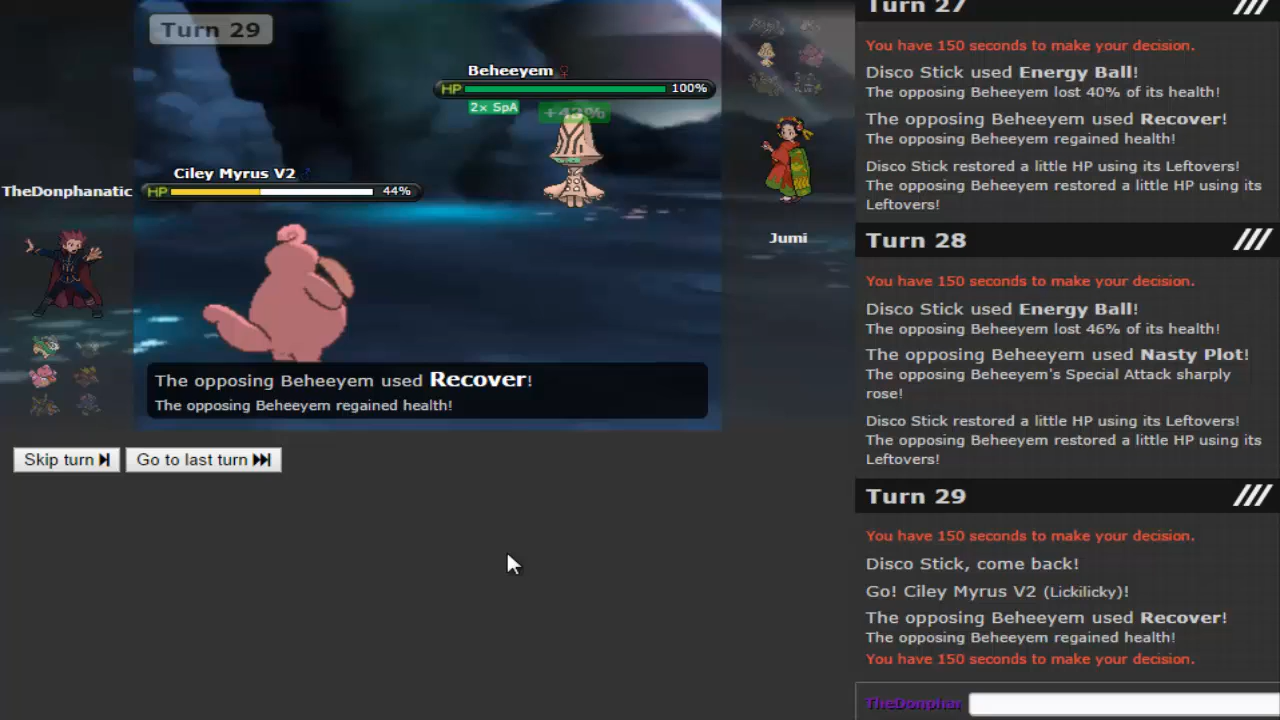 Turn 29
Beheeyem
HP 100%
2x SpA
+43%
Ciley Myrus V2
HP 44%
TheDonphanatic
Jumi
The opposing Beheeyem used Recover!
The opposing Beheeyem regained health!
Skip turn
Go to last turn
Turn 27
You have 150 seconds to make your decision.
Disco Stick used Energy Ball!
The opposing Beheeyem lost 40% of its health!
The opposing Beheeyem used Recover!
The opposing Beheeyem regained health!
Disco Stick restored a little HP using its Leftovers!
The opposing Beheeyem restored a little HP using its
Leftovers!
Turn 28
You have 150 seconds to make your decision.
Disco Stick used Energy Ball!
The opposing Beheeyem lost 46% of its health!
The opposing Beheeyem used Nasty Plot!
The opposing Beheeyem's Special Attack sharply
rose!
Disco Stick restored a little HP using its Leftovers!
The opposing Beheeyem restored a little HP using its
Leftovers!
Turn 29
You have 150 seconds to make your decision.
Disco Stick, come back!
Go! Ciley Myrus V2 (Lickilicky)!
The opposing Beheeyem used Recover!
The opposing Beheeyem regained health!
You have 150 seconds to make your decision.
TheDonphar